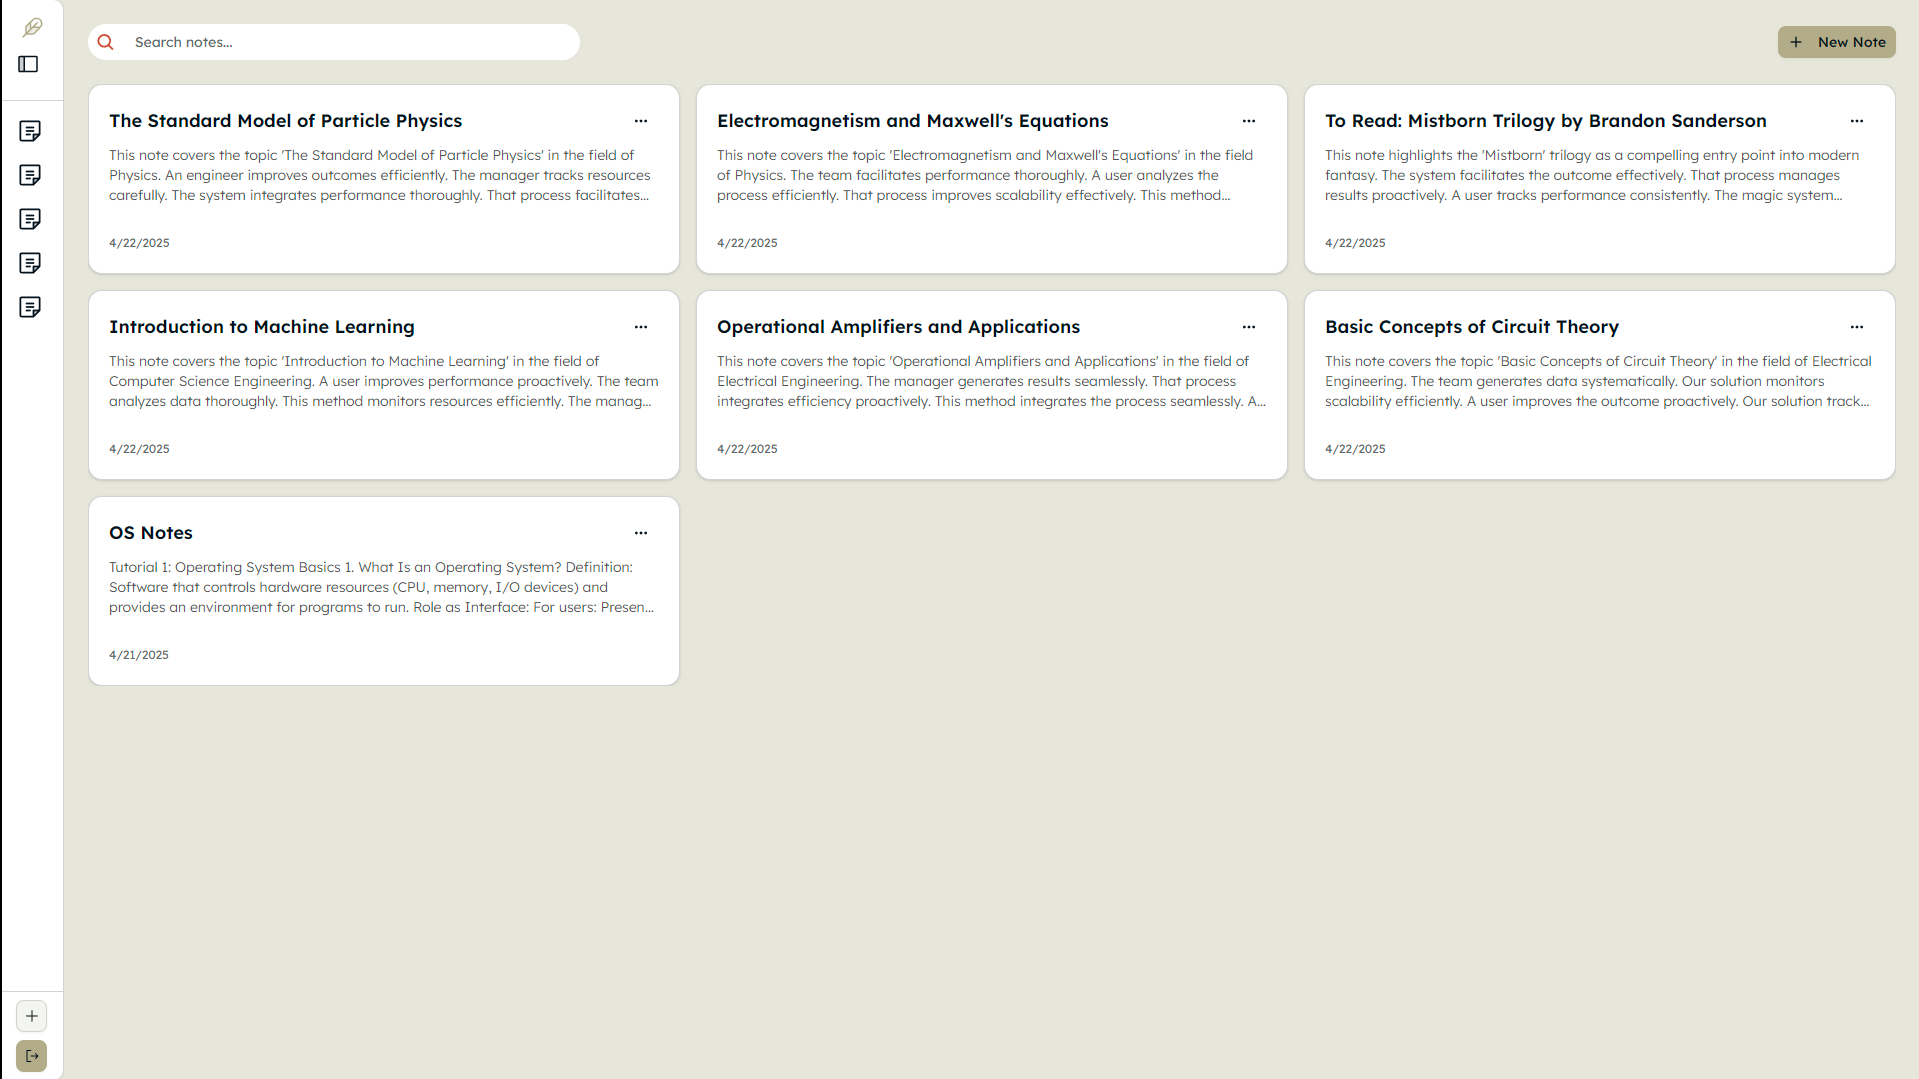 Search notes...
New Note
The Standard Model of Particle Physics
This note covers the topic 'The Standard Model of Particle Physics' in the field of
Physics. An engineer improves outcomes efficiently. The manager tracks resources
carefully. The system integrates performance thoroughly. That process facilitates...
4/22/2025
Electromagnetism and Maxwell's Equations
This note covers the topic 'Electromagnetism and Maxwell's Equations' in the field
of Physics. The team facilitates performance thoroughly. A user analyzes the
process efficiently. That process improves scalability effectively. This method...
4/22/2025
To Read: Mistborn Trilogy by Brandon Sanderson
This note highlights the 'Mistborn' trilogy as a compelling entry point into modern
fantasy. The system facilitates the outcome effectively. That process manages
results proactively. A user tracks performance consistently. The magic system...
4/22/2025
Introduction to Machine Learning
This note covers the topic 'Introduction to Machine Learning' in the field of
Computer Science Engineering. A user improves performance proactively. The team
analyzes data thoroughly. This method monitors resources efficiently. The manag...
4/22/2025
Operational Amplifiers and Applications
This note covers the topic 'Operational Amplifiers and Applications' in the field of
Electrical Engineering. The manager generates results seamlessly. That process
integrates efficiency proactively. This method integrates the process seamlessly. A...
4/22/2025
Basic Concepts of Circuit Theory
This note covers the topic 'Basic Concepts of Circuit Theory' in the field of Electrical
Engineering. The team generates data systematically. Our solution monitors
scalability efficiently. A user improves the outcome proactively. Our solution track...
4/22/2025
OS Notes
Tutorial 1: Operating System Basics 1. What Is an Operating System? Definition:
Software that controls hardware resources (CPU, memory, I/O devices) and
provides an environment for programs to run. Role as Interface: For users: Presen...
4/21/2025